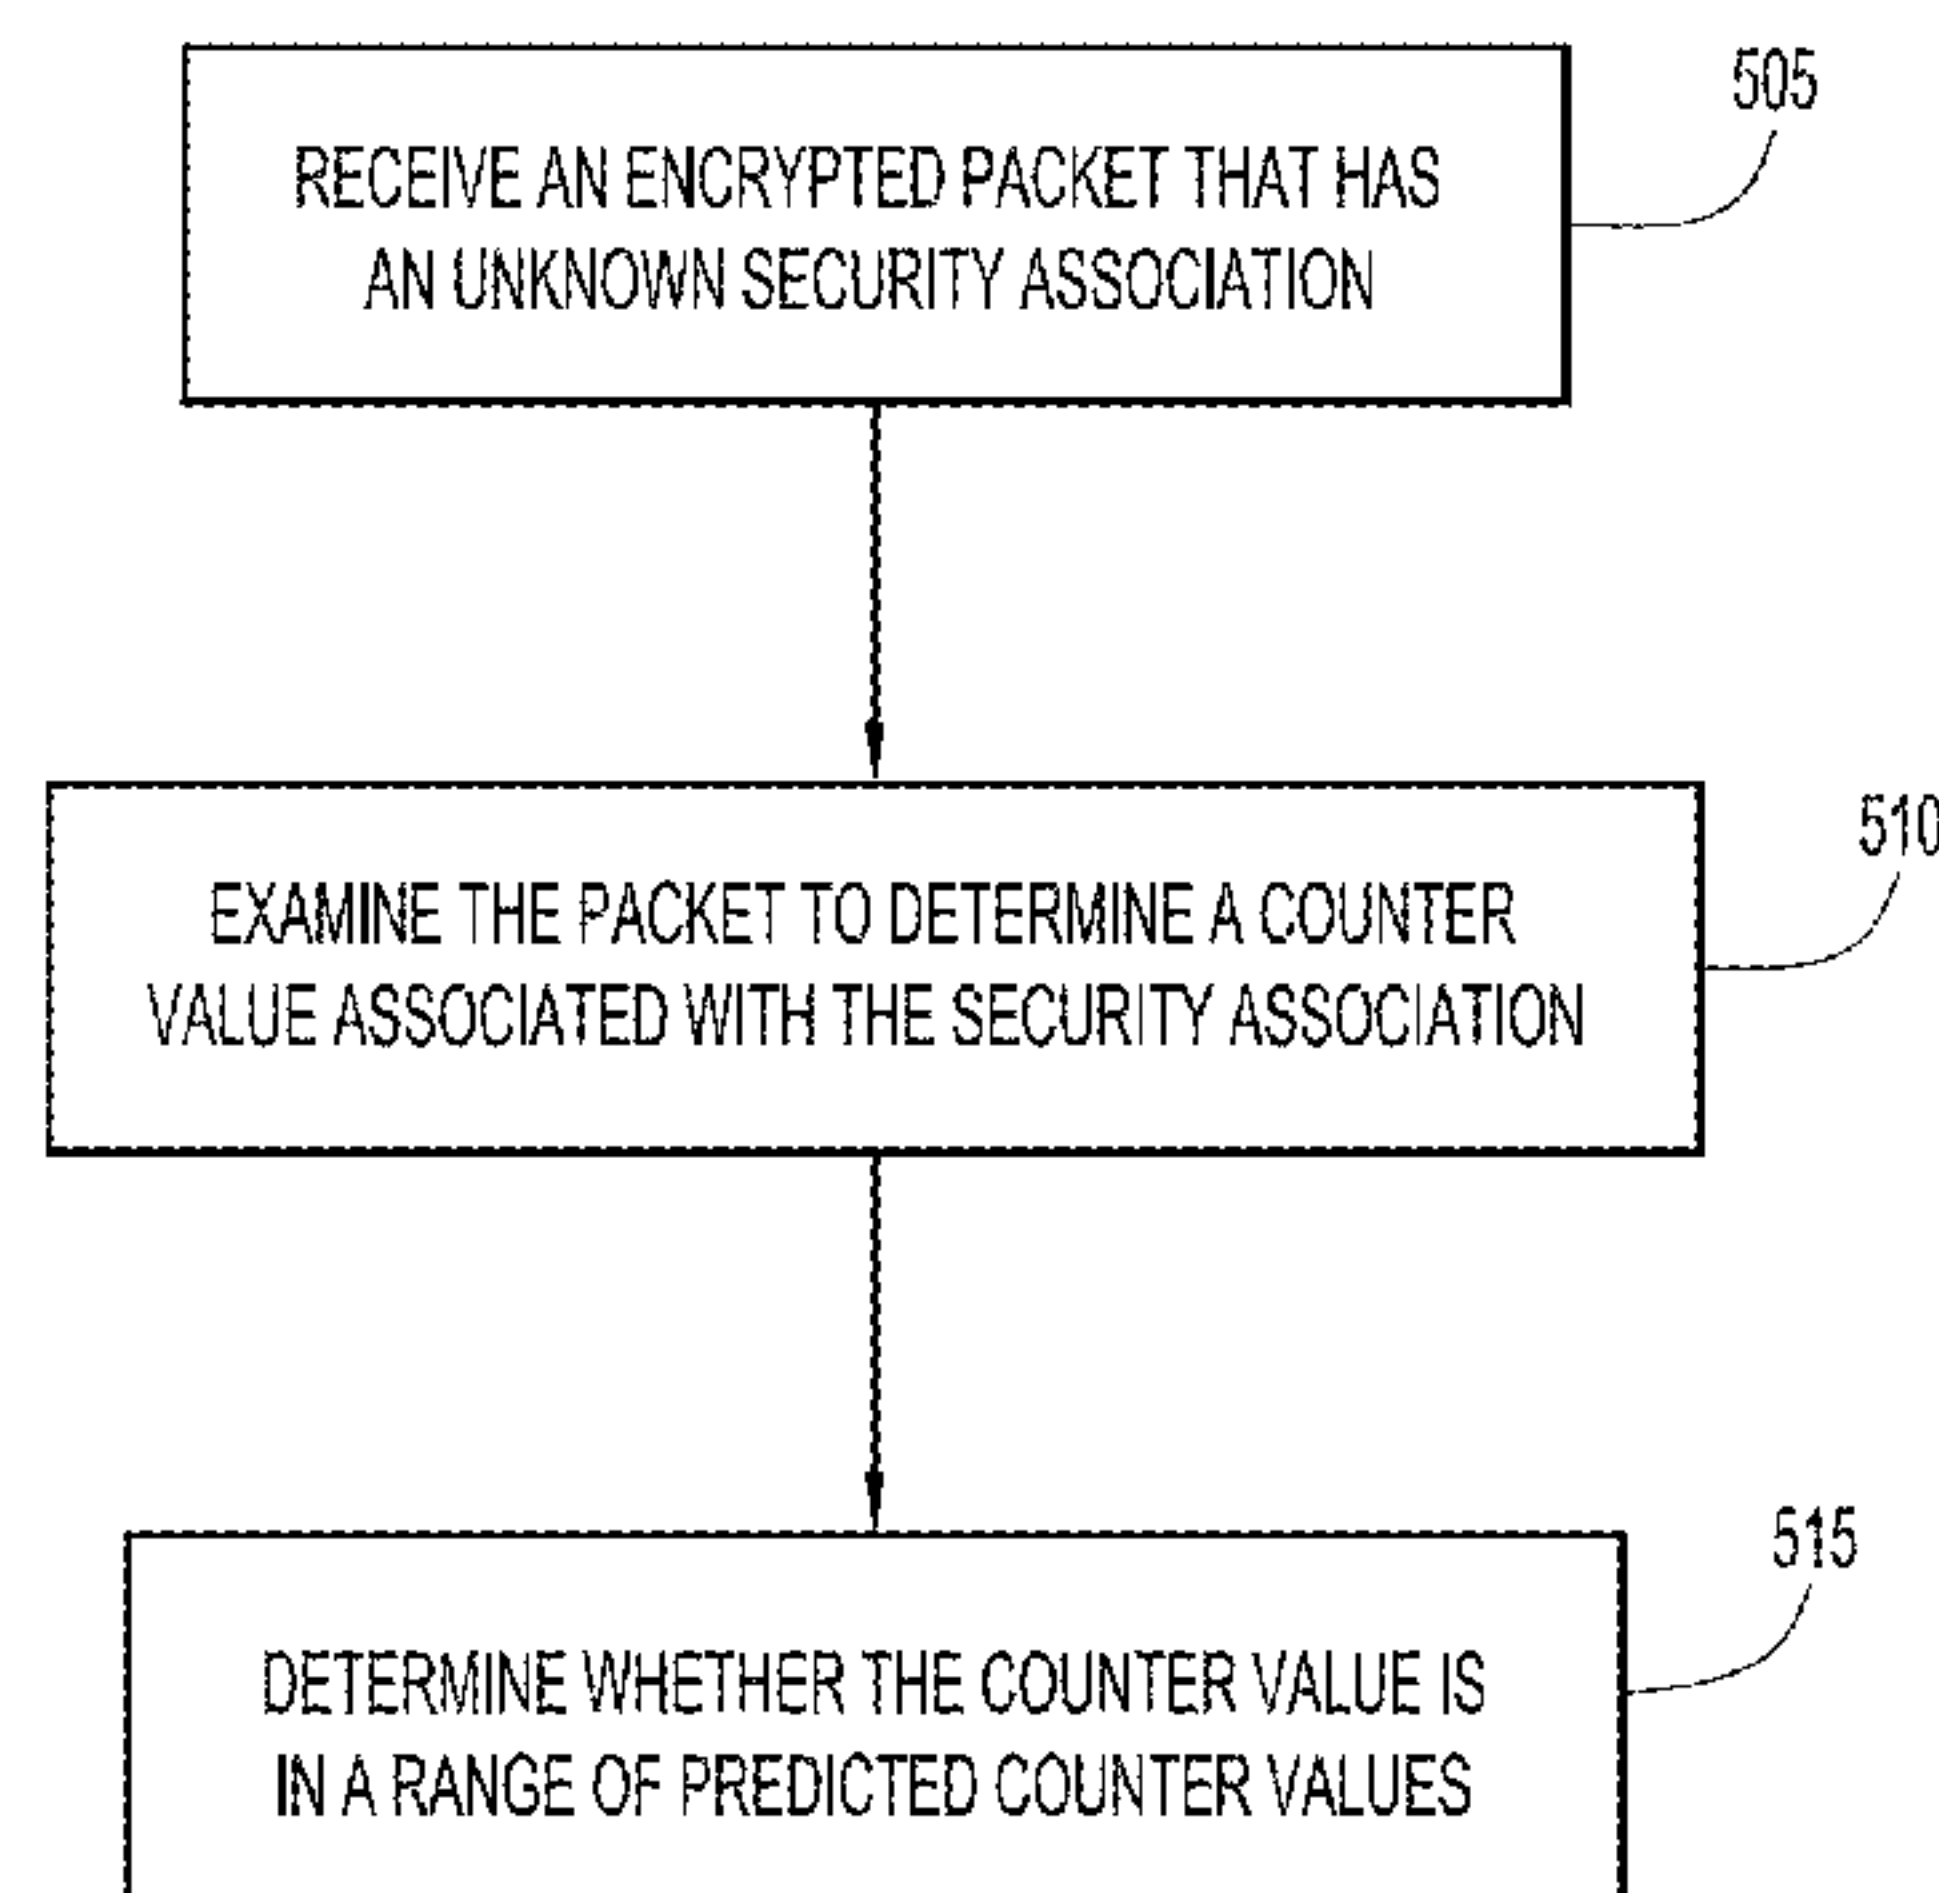 505
RECEIVE AN ENCRYPTED PACKET THAT HAS
AN UNKNOWN SECURITY ASSOCIATION
510
EXAMINE THE PACKET TO DETERMINE A COUNTER
VALUE ASSOCIATED WITH THE SECURITY ASSOCIATION
515
DETERMINE WHETHER THE COUNTER VALUE IS
IN A RANGE OF PREDICTED COUNTER VALUES